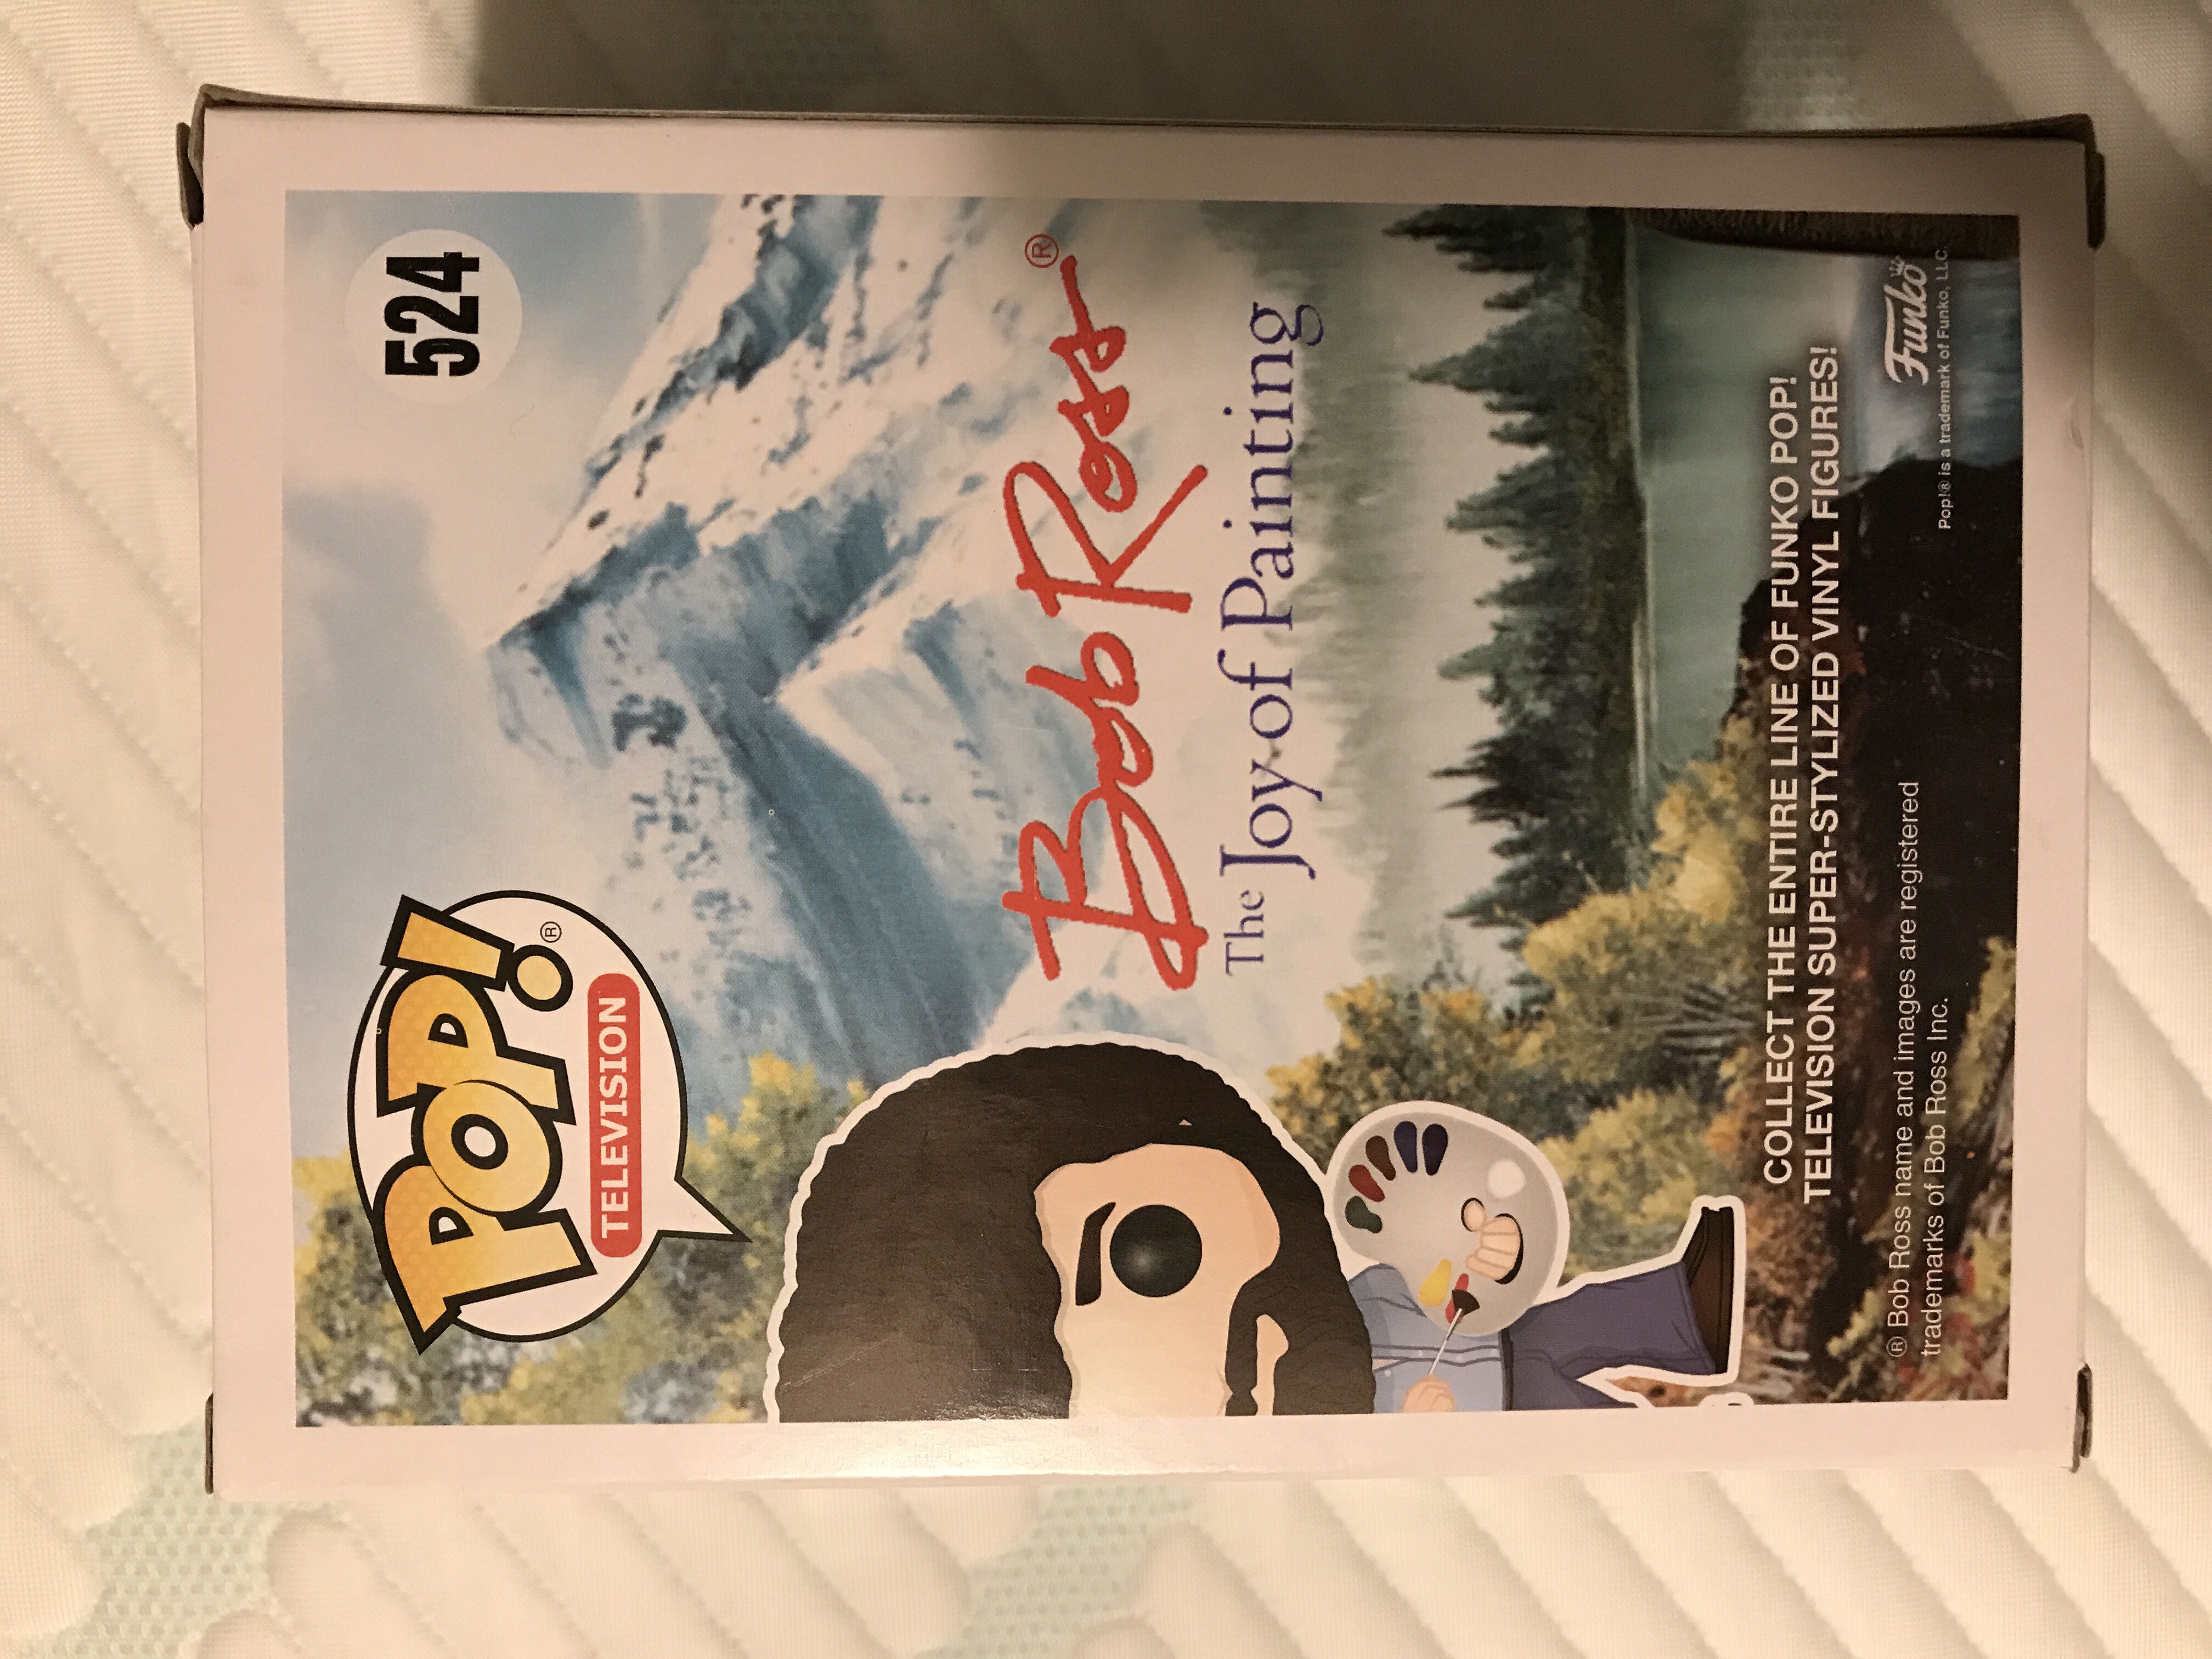 POP!®
TELEVISION
524
Bob Ross®
The Joy of Painting
COLLECT THE ENTIRE LINE OF FUNKO POP!
TELEVISION SUPER-STYLIZED VINYL FIGURES!
® Bob Ross name and images are registered
trademarks of Bob Ross Inc.
Funko
Pop!® is a trademark of Funko, LLC.